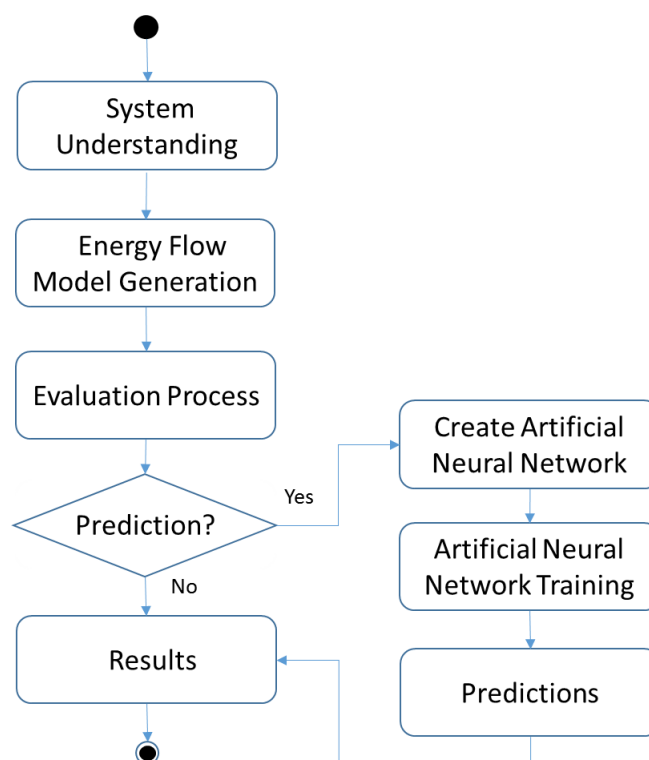 System
Understanding
Energy Flow
Model Generation
Evaluation Process
Prediction?
Yes
No
Results
Create Artificial
Neural Network
Artificial Neural
Network Training
Predictions